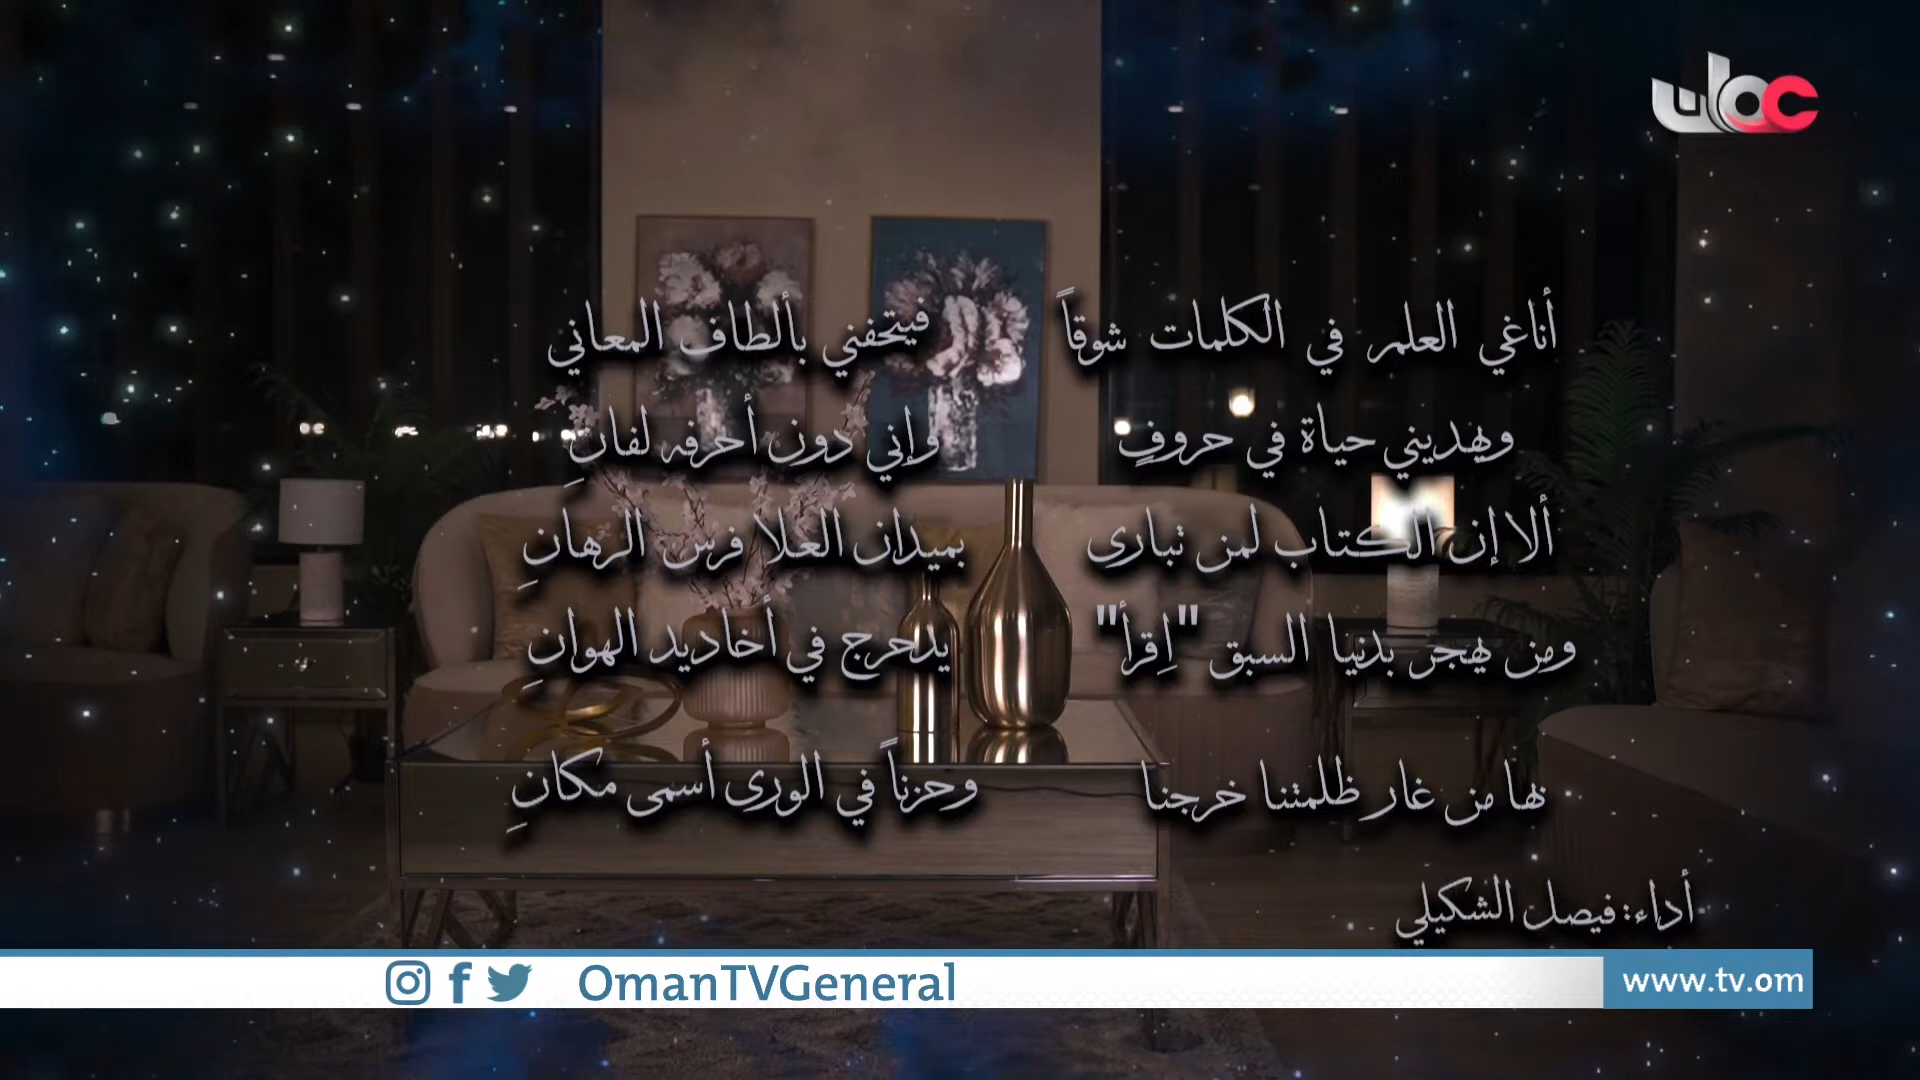 عمان
أناغي العلم في الكلمات شوقاً فيتحفني بألطاف المعاني
ويهديني حياة في حروفٍ وإني دون أحرفه لفانِ
ألا إن الكتاب لمن تبارى بميدان العلا فرس الرهانِ
ومن يهجر بدنيا السبق "اِقرأ" يدحرج في أخاديد الهوانِ
بها من غار ظلمتنا خرجنا وحزناً في الورى أسمى مكانِ
أداء: فيصل الشكيلي
OmanTVGeneral www.tv.om